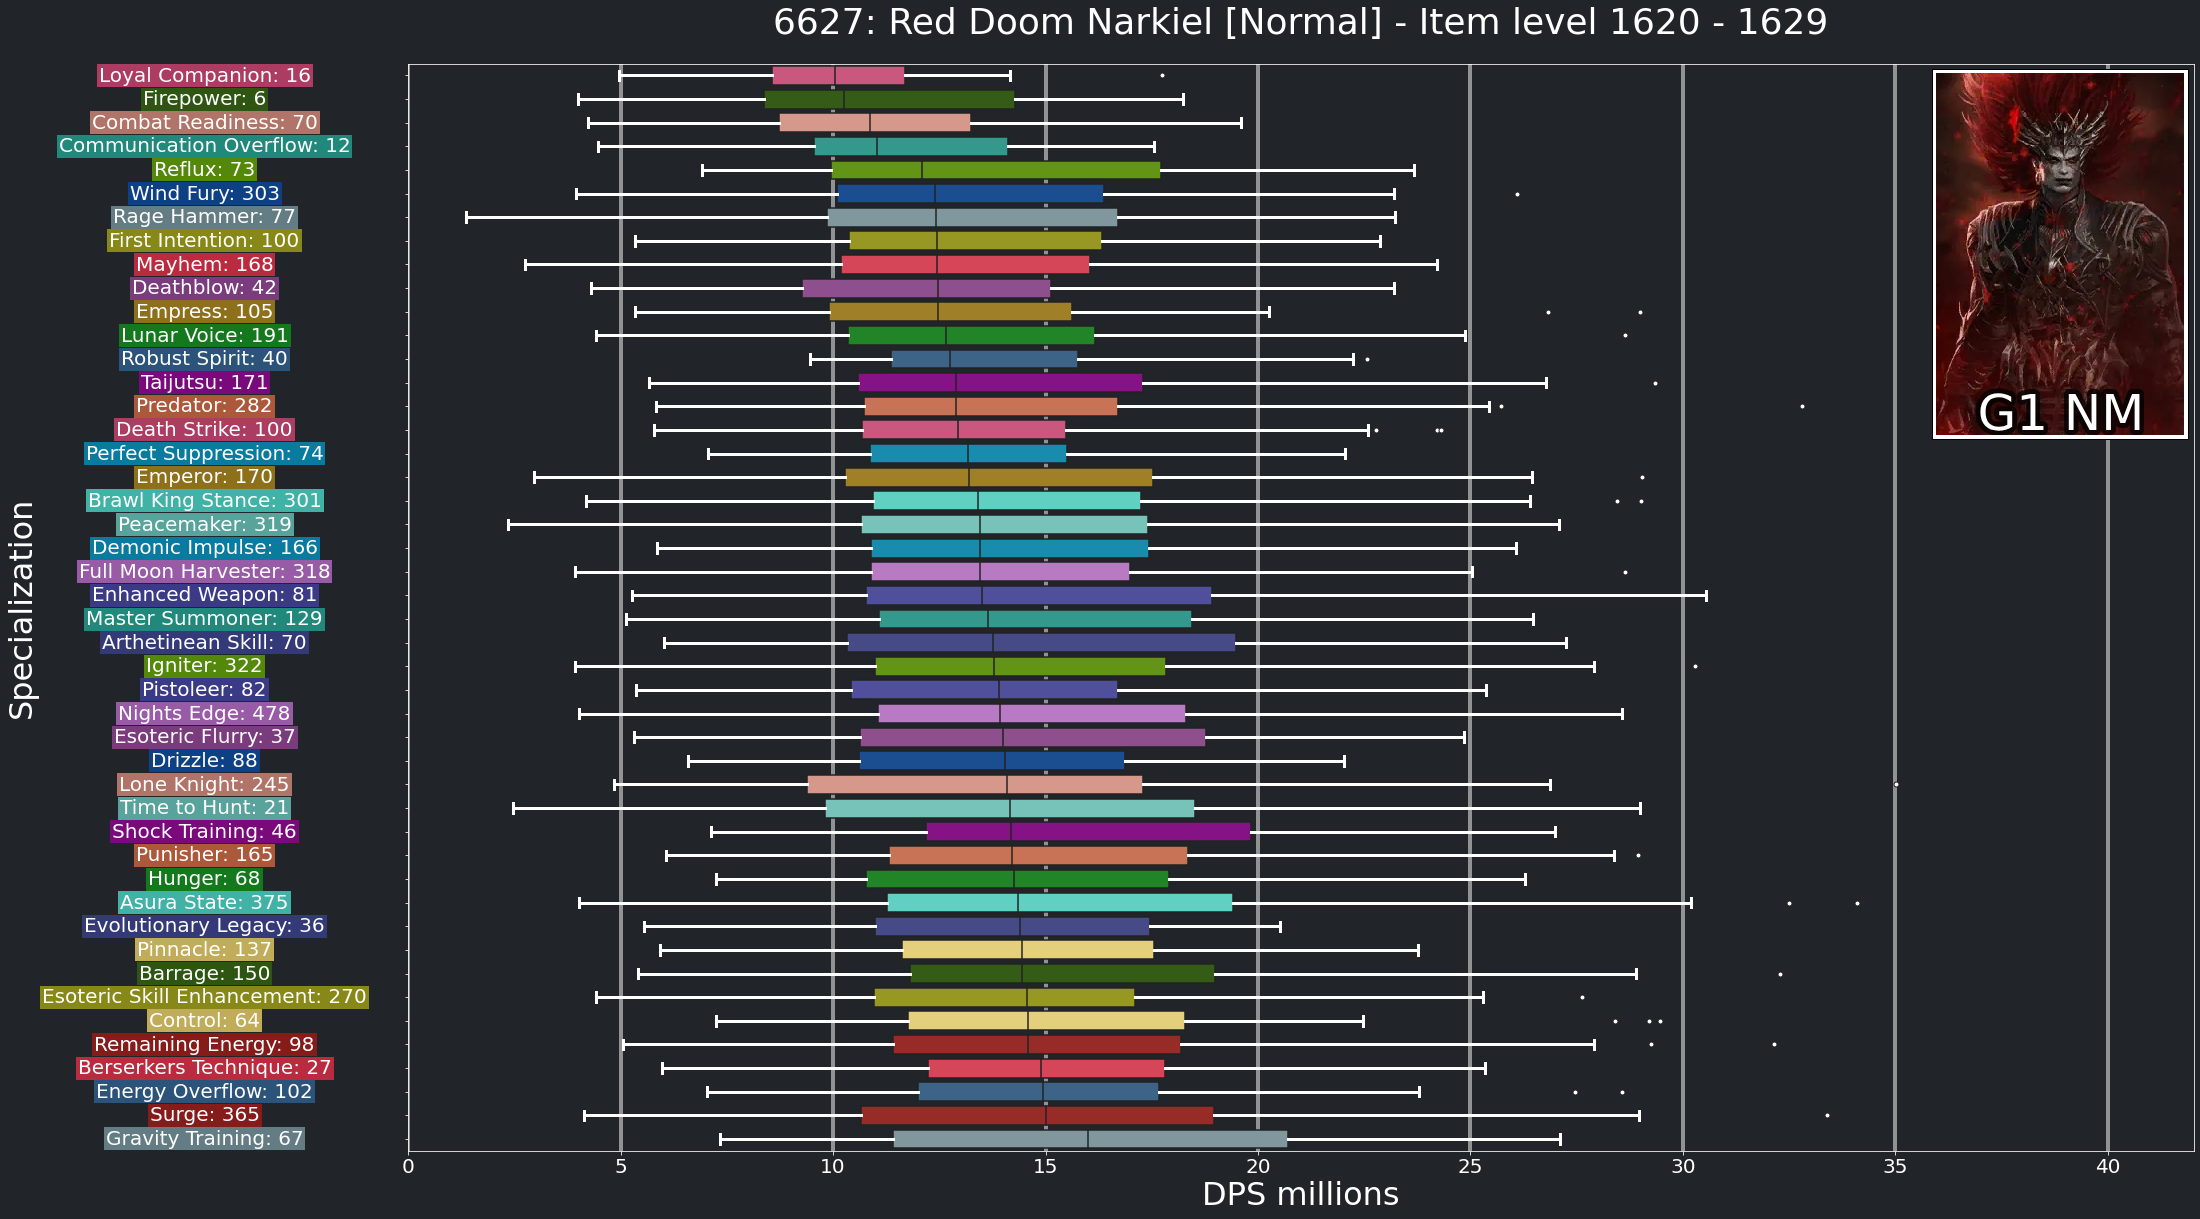 6627: Red Doom Narkiel [Normal] - Item level 1620 - 1629
Loyal Companion: 16
Firepower: 6
Combat Readiness: 70
Communication Overflow: 12
Reflux: 73
Wind Fury: 303
Rage Hammer: 77
First Intention: 100
Mayhem: 168
Deathblow: 42
Empress: 105
Lunar Voice: 191
Robust Spirit: 40
Taijutsu: 171
Predator: 282
Death Strike: 100
Perfect Suppression: 74
Emperor: 170
Brawl King Stance: 301
Peacemaker: 319
Demonic Impulse: 166
Full Moon Harvester: 318
Enhanced Weapon: 81
Master Summoner: 129
Arthetinean Skill: 70
Igniter: 322
Pistoleer: 82
Nights Edge: 478
Esoteric Flurry: 37
Drizzle: 88
Lone Knight: 245
Time to Hunt: 21
Shock Training: 46
Punisher: 165
Hunger: 68
Asura State: 375
Evolutionary Legacy: 36
Pinnacle: 137
Barrage: 150
Esoteric Skill Enhancement: 270
Control: 64
Remaining Energy: 98
Berserkers Technique: 27
Energy Overflow: 102
Surge: 365
Gravity Training: 67
Specialization
G1 NM
0 5 10 15 20 25 30 35 40
DPS millions